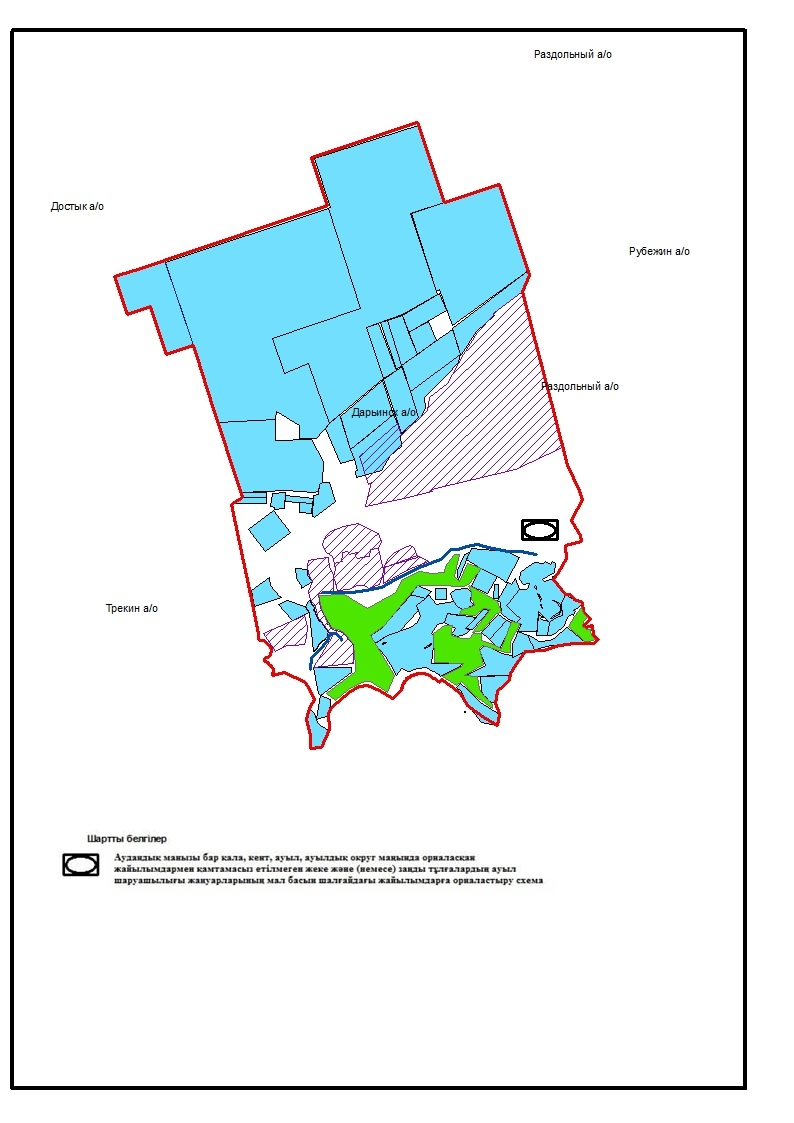 Раздольный а/о
Достык а/о
Рубежин а/о
Раздольный а/о
Дарьинск а/о
Трекин а/о
Шартты белгілер
Аудандық маңызы бар қала, кент, ауыл, ауылдық округ маңында орналасқан
жайылымдармен қамтамасыз етілмеген жеке және (немесе) заңды тұлғалардың ауыл
шаруашылығы жануарларының мал басын шалғайдағы жайылымдарға орналастыру схема